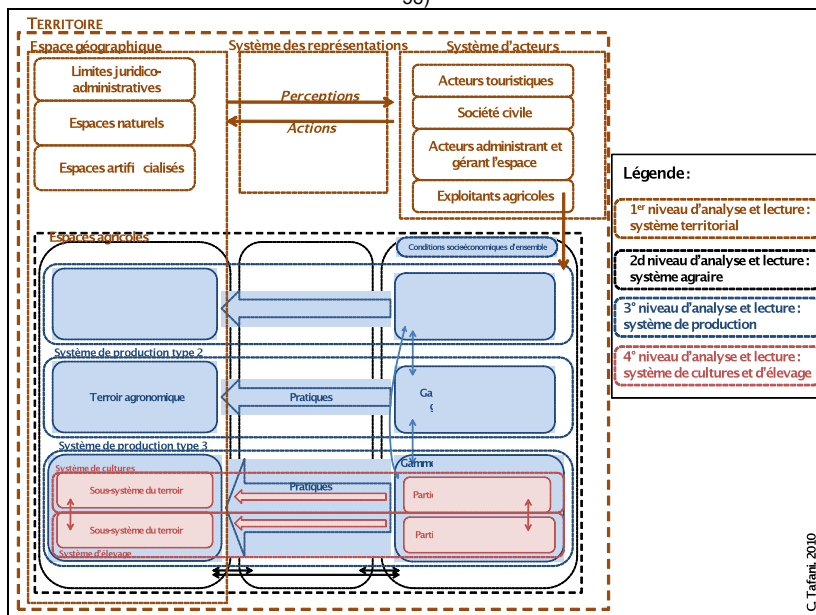 TERRITOIRE
Espace géographique
Système des représentations
Système d'acteurs
Limites juridico-
administratives
Espaces naturels
Espaces artifi cialisés
Perceptions
Actions
Acteurs touristiques
Société civile
Acteurs administrant et
gérant l'espace
Exploitants agricoles
Légende :
1er niveau d'analyse et lecture :
système territorial
2d niveau d'analyse et lecture :
système agraire
3° niveau d'analyse et lecture :
système de production
4° niveau d'analyse et lecture :
système de cultures et d'élevage
Espaces agricoles
Conditions socioéconomiques d'ensemble
Système de production type 2
Terroir agronomique
Pratiques
Système de production type 3
Système de cultures
Pratiques
Sous-système du terroir
Partie
Sous-système du terroir
Partie
Système d'élevage
C. Tafani, 2010